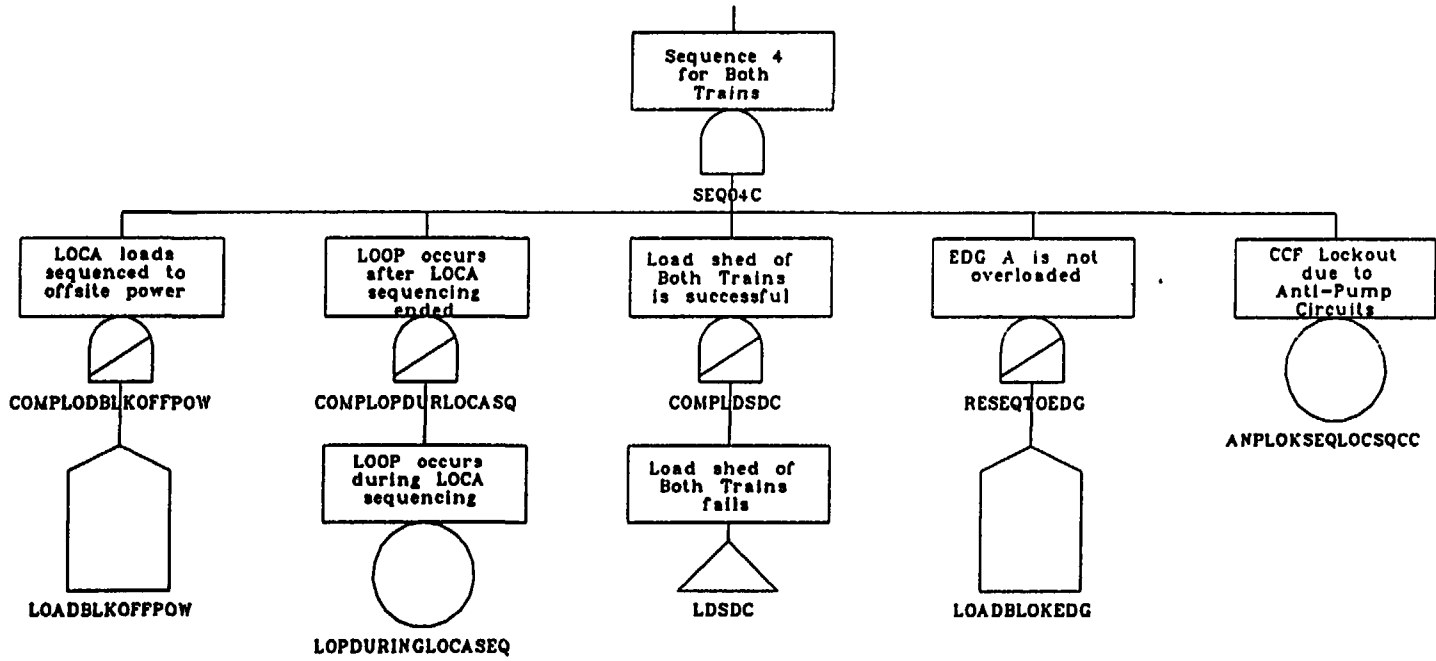 Sequence 4
for Both
Trains
SEQ04C
LOCA loads
sequenced to
offsite power
COMPLODBLKOFFPOW
LOADBLKOFFPOW
LOOP occurs
after LOCA
sequencing
ended
COMPLOPDURLOCASQ
LOOP occurs
during LOCA
sequencing
LOPDURINGLOCASEQ
Load shed of
Both Trains
is successful
COMPLDSDC
Load shed of
Both Trains
fails
LDSDC
EDG A is not
overloaded
RESEQTOEDG
LOADBLOKEDG
CCF Lockout
due to
Anti-Pump
Circuits
ANPLOKSEQLOCSQCC